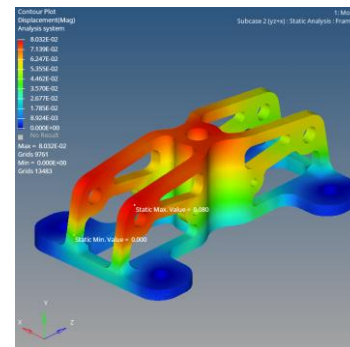 Contour Plot
Displacement(Mag)
Analysis system
8.032E-02
7.139E-02
6.247E-02
5.355E-02
4.462E-02
3.570E-02
2.677E-02
1.785E-02
8.924E-03
0.000E+00
No Result
Max = 8.032E-02
Grids 9761
Min = 0.000E+00
Grids 13483
1: Mo
Subcase 2 (yz+x) : Static Analysis : Fram
Static Max. Value = 0.080
Static Min. Value = 0.000
Y
X
Z